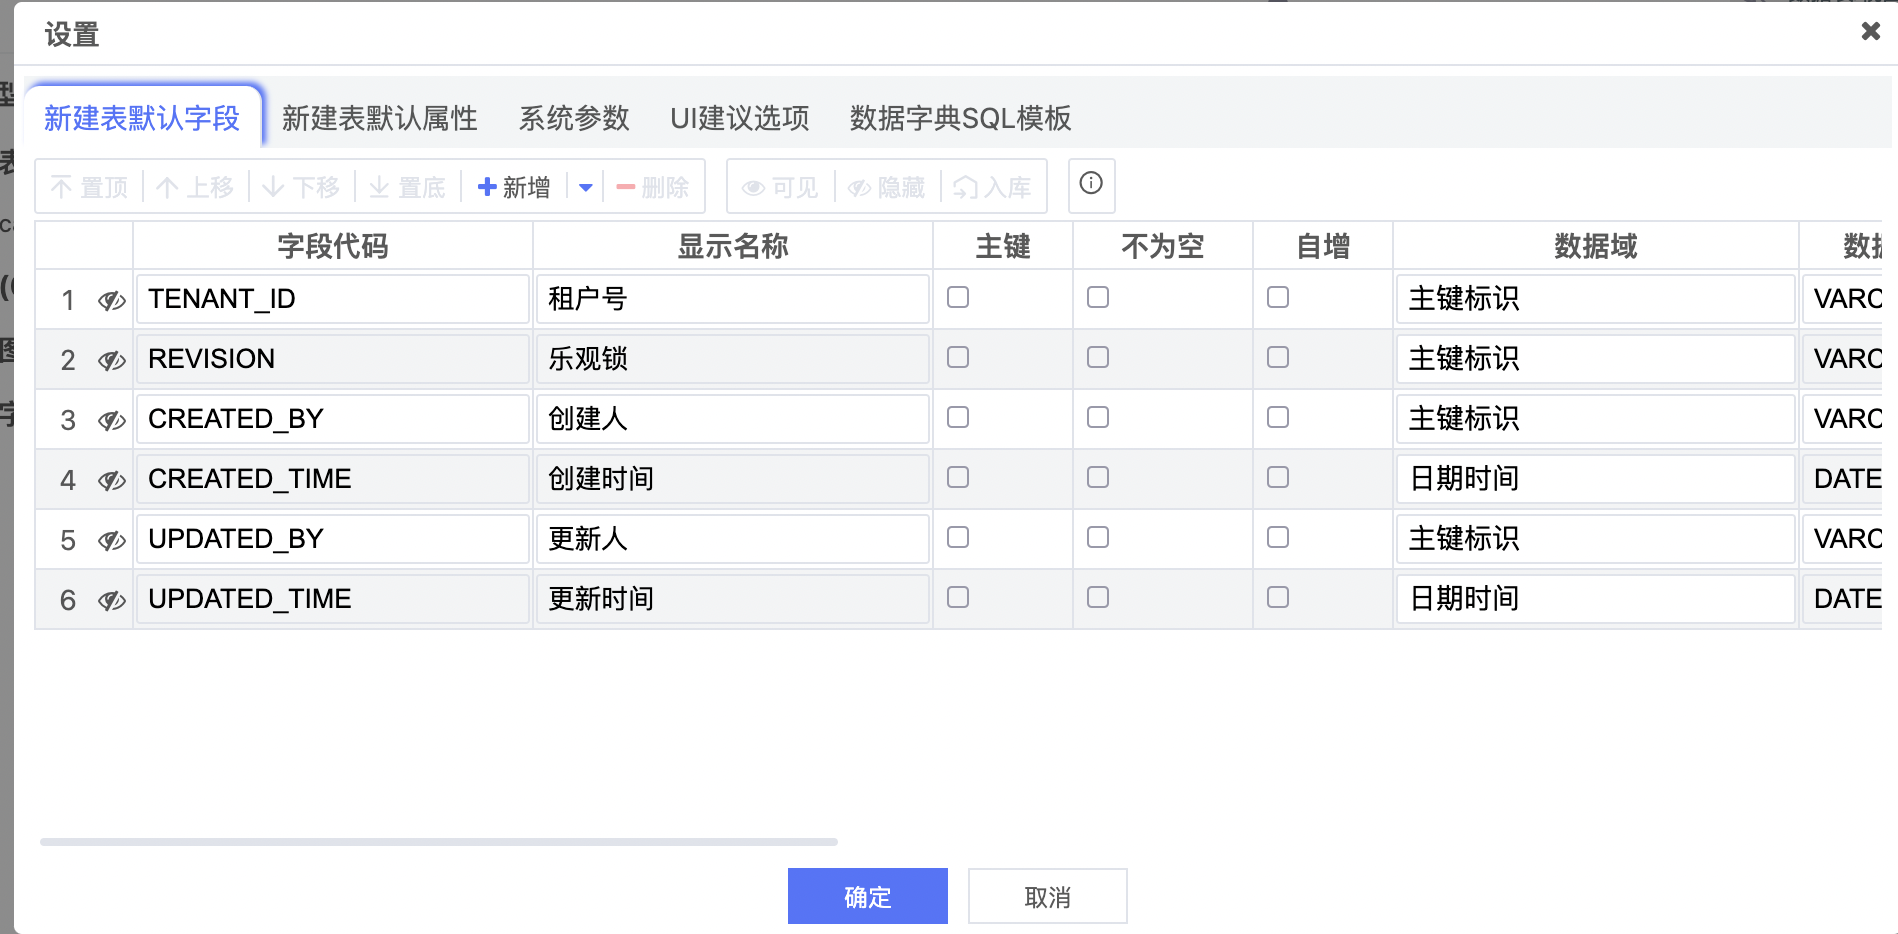 设置
新建表默认字段 新建表默认属性 系统参数 UI建议选项 数据字典SQL模板
置顶 上移 下移 置底 新增 删除 可见 隐藏 入库
字段代码 显示名称 主键 不为空 自增 数据域 数据
1 TENANT_ID 租户号 主键标识 VARC
2 REVISION 乐观锁 主键标识 VARC
3 CREATED_BY 创建人 主键标识 VARC
4 CREATED_TIME 创建时间 日期时间 DATE
5 UPDATED_BY 更新人 主键标识 VARC
6 UPDATED_TIME 更新时间 日期时间 DATE
确定 取消